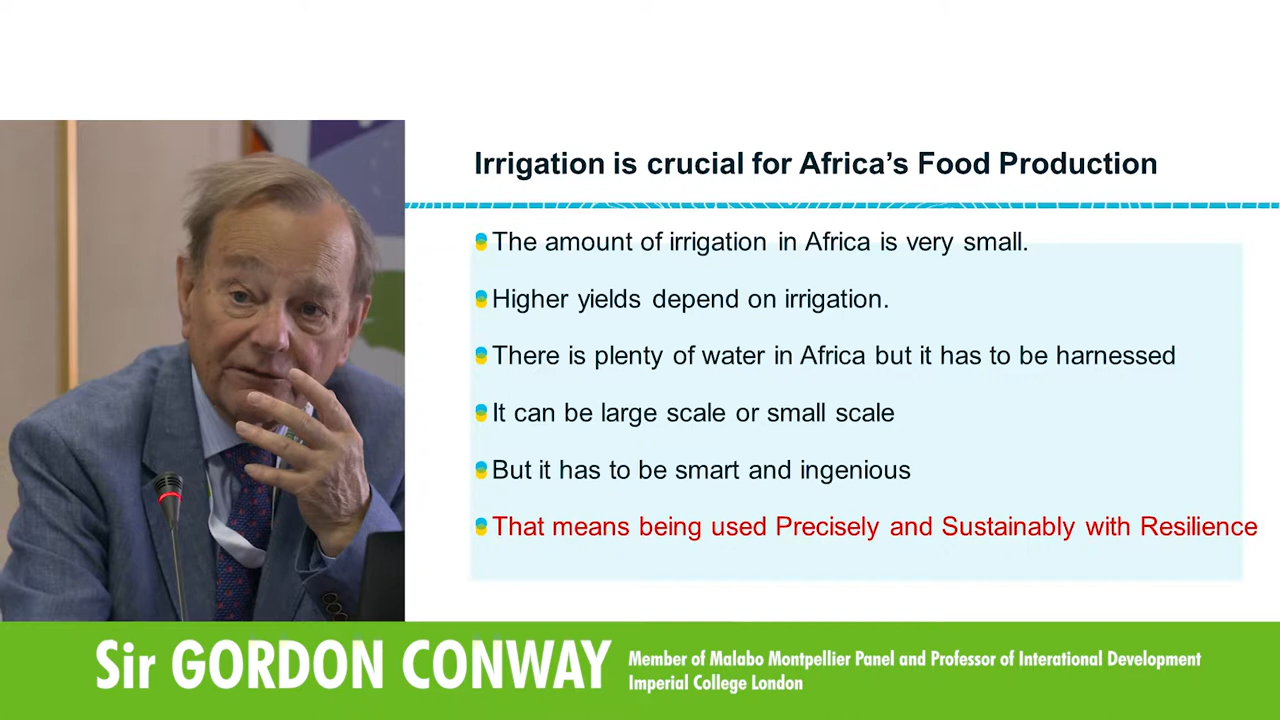 Irrigation is crucial for Africa's Food Production
The amount of irrigation in Africa is very small.
Higher yields depend on irrigation.
There is plenty of water in Africa but it has to be harnessed
It can be large scale or small scale
But it has to be smart and ingenious
That means being used Precisely and Sustainably with Resilience
Sir GORDON CONWAY
Member of Malabo Montpellier Panel and Professor of Interational Development
Imperial College London